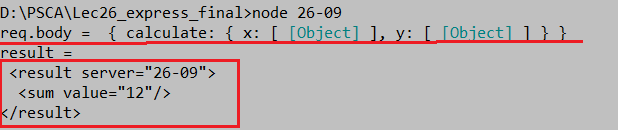 D:\PSCA\Lec26_express_final>node 26-09
req.body =  { calculate: { x: [ [Object] ], y: [ [Object] ] } }
result =
 <result server="26-09">
  <sum value="12"/>
</result>